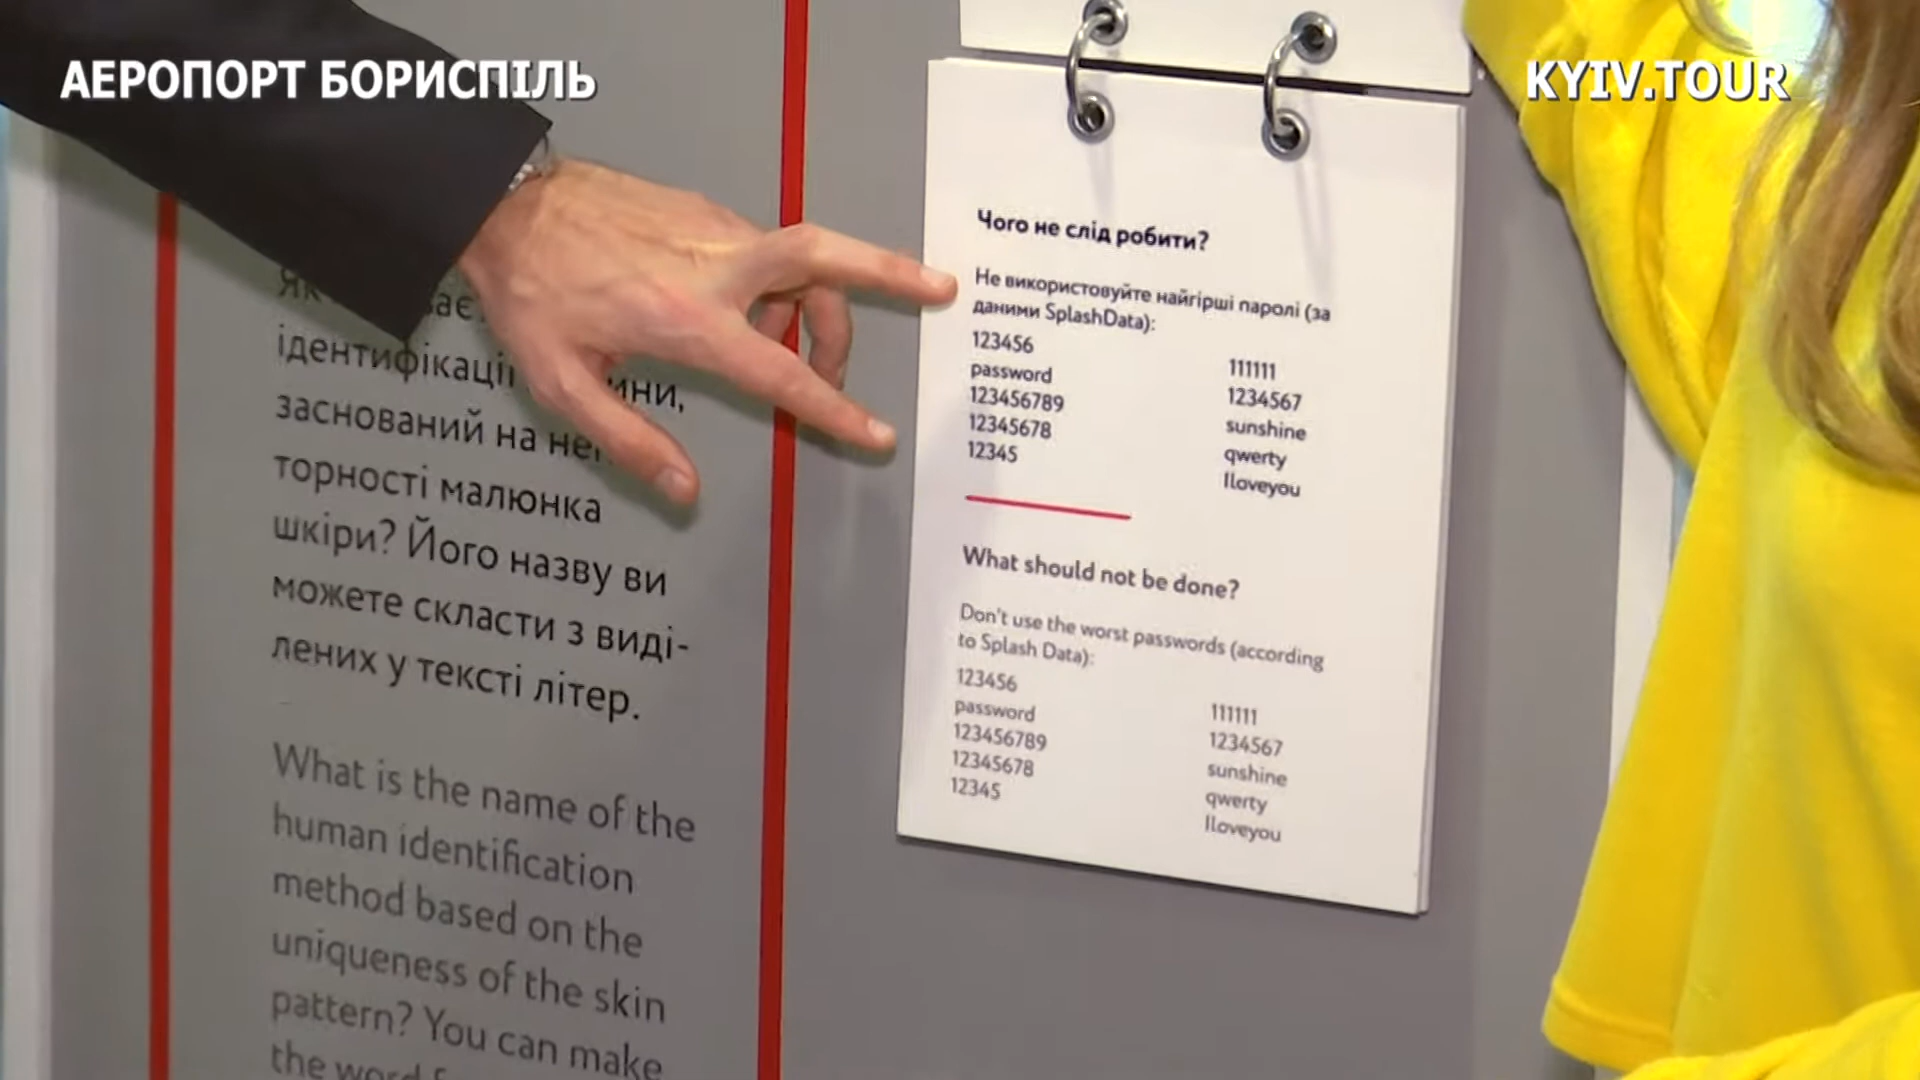 АЕРОПОРТ БОРИСПІЛЬ
KYIV.TOUR
ідентифікації
заснований на
торності малюнка
шкіри? Його назву ви
можете скласти з виді-
лених у тексті літер.
What is the name of the
human identification
method based on the
uniqueness of the skin
pattern? You can make
the word
Чого не слід робити?
Не використовуйте найгірші паролі (за
даними SplashData):
123456
password
123456789
12345678
12345
111111
1234567
sunshine
qwerty
Iloveyou
What should not be done?
Don't use the worst passwords (according
to Splash Data):
123456
password
123456789
12345678
12345
111111
1234567
sunshine
qwerty
Iloveyou